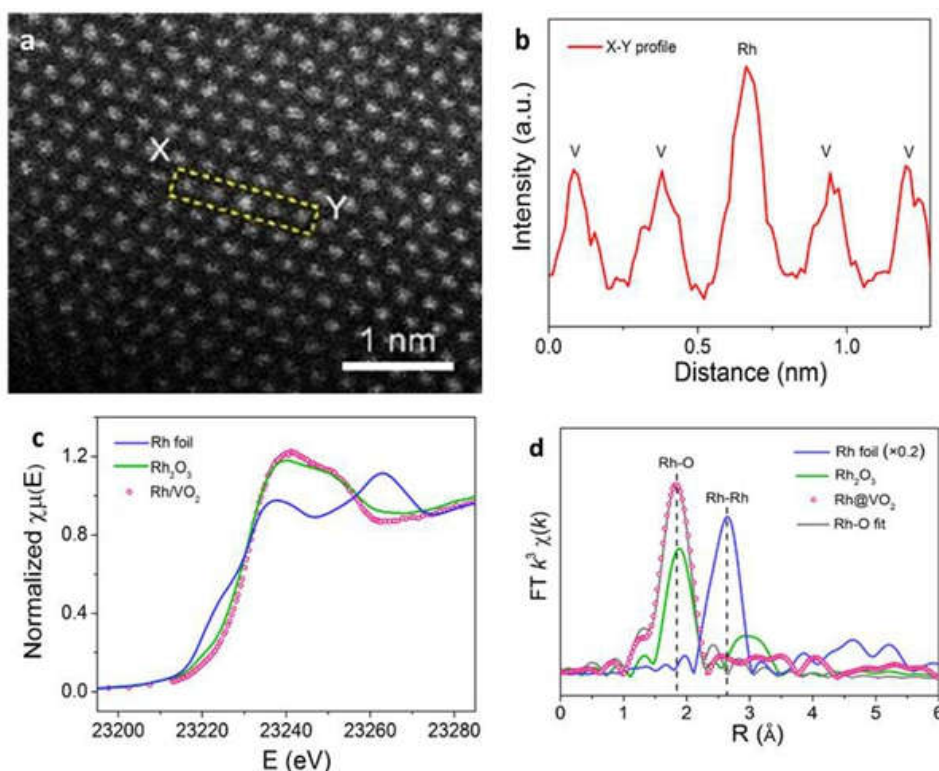 a
X
Y
1 nm
b
X-Y profile
Rh
V
V
V
V
Intensity (a.u.)
0.0
0.5
1.0
Distance (nm)
c
Rh foil
Rh₂O₃
Rh/VO₂
Normalized χμ(E)
1.2
0.8
0.4
0.0
23200
23220
23240
23260
23280
E (eV)
d
Rh-O
Rh-Rh
Rh foil (×0.2)
Rh₂O₃
Rh@VO₂
Rh-O fit
FT k³ χ(k)
0
1
2
3
4
5
6
R (Å)